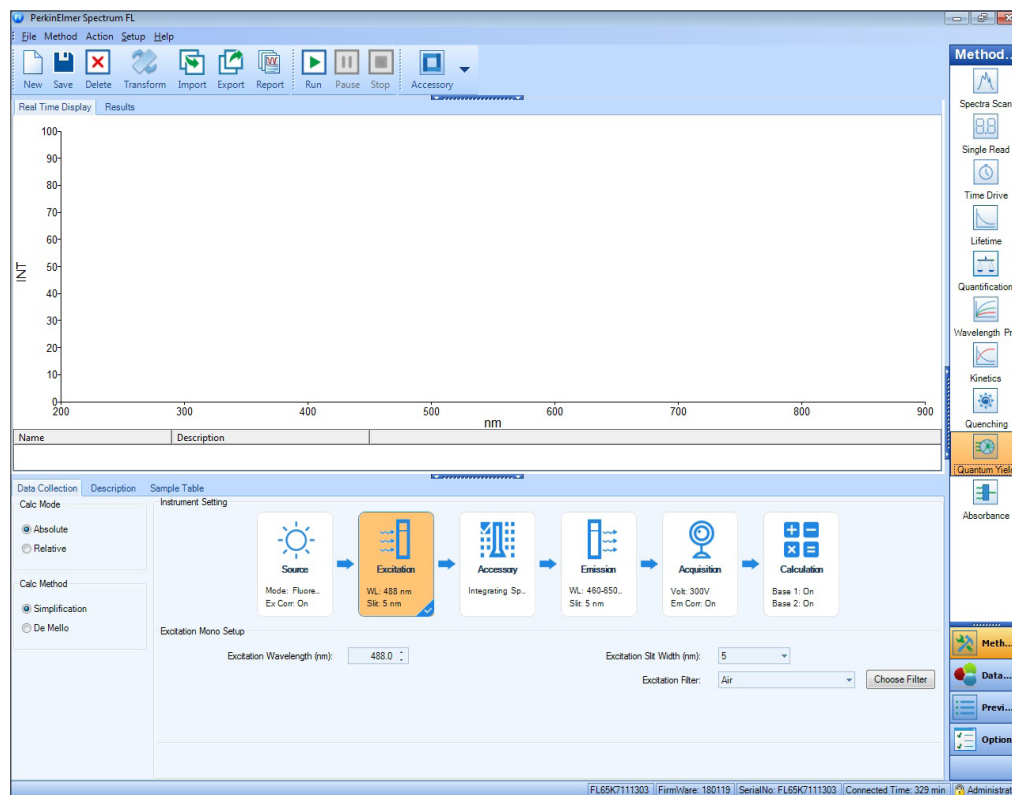 PerkinElmer Spectrum FL
File Method Action Setup Help
New Save Delete Transform Import Export Report Run Pause Stop Accessory
Real Time Display Results
100
90
80
70
60
50
40
30
20
10
0
INT
200 300 400 500 600 700 800 900
nm
Name Description
Data Collection Description Sample Table
Calc Mode
Absolute
Relative
Calc Method
Simplification
De Mello
Instrument Setting
Source
Mode: Fluore...
Ex Corr: On
Excitation
WL: 488 nm
Slit: 5 nm
Accessory
Integrating Sp...
Emission
WL: 460-650...
Slit: 5 nm
Acquisition
Volt: 300V
Em Corr: On
Calculation
Base 1: On
Base 2: On
Excitation Mono Setup
Excitation Wavelength (nm): 488.0
Excitation Slit Width (nm): 5
Excitation Filter: Air Choose Filter
Method...
Spectra Scan
8.8
Single Read
Time Drive
Lifetime
Quantification
Wavelength Pr
Kinetics
Quenching
Quantum Yield
Absorbance
Meth...
Data...
Previ...
Option
FL65K7111303 FirmWare: 180119 SerialNo: FL65K7111303 Connected Time: 329 min Administrat